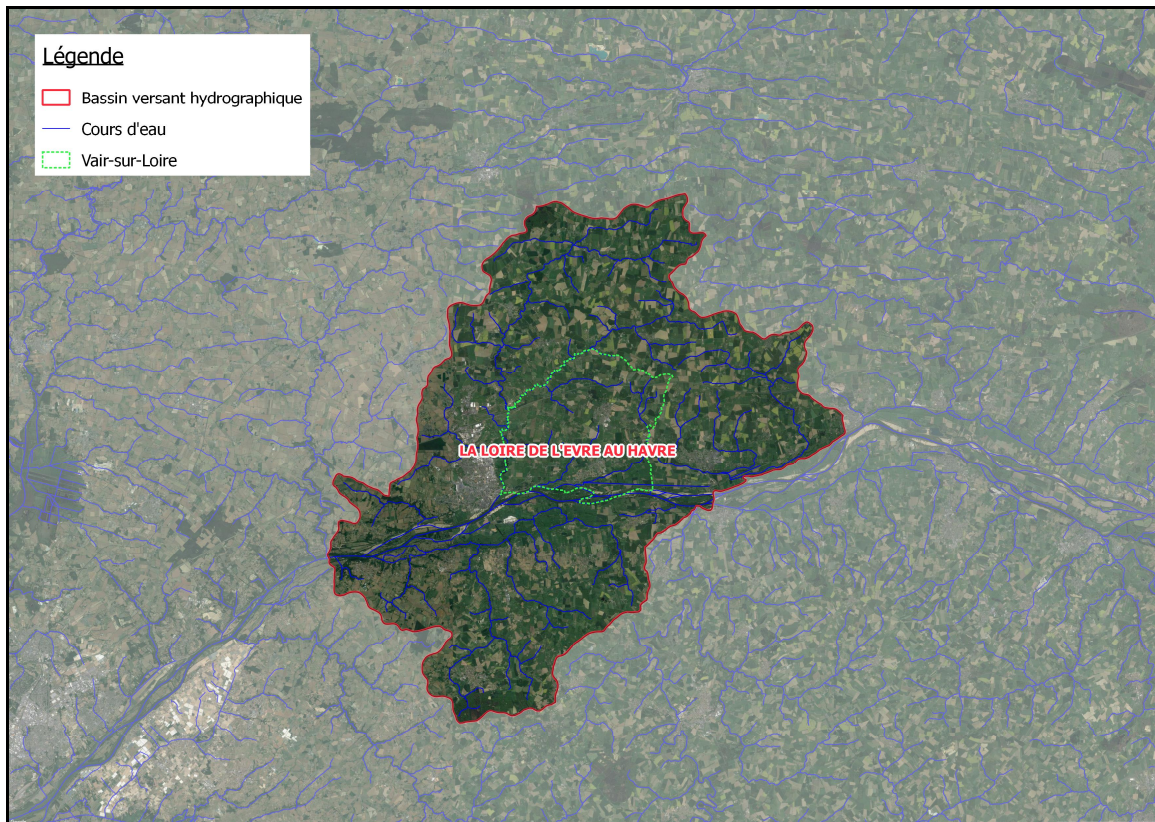 Légende
Bassin versant hydrographique
Cours d'eau
Vair-sur-Loire
LA LOIRE DE L'EVRE AU HAVRE